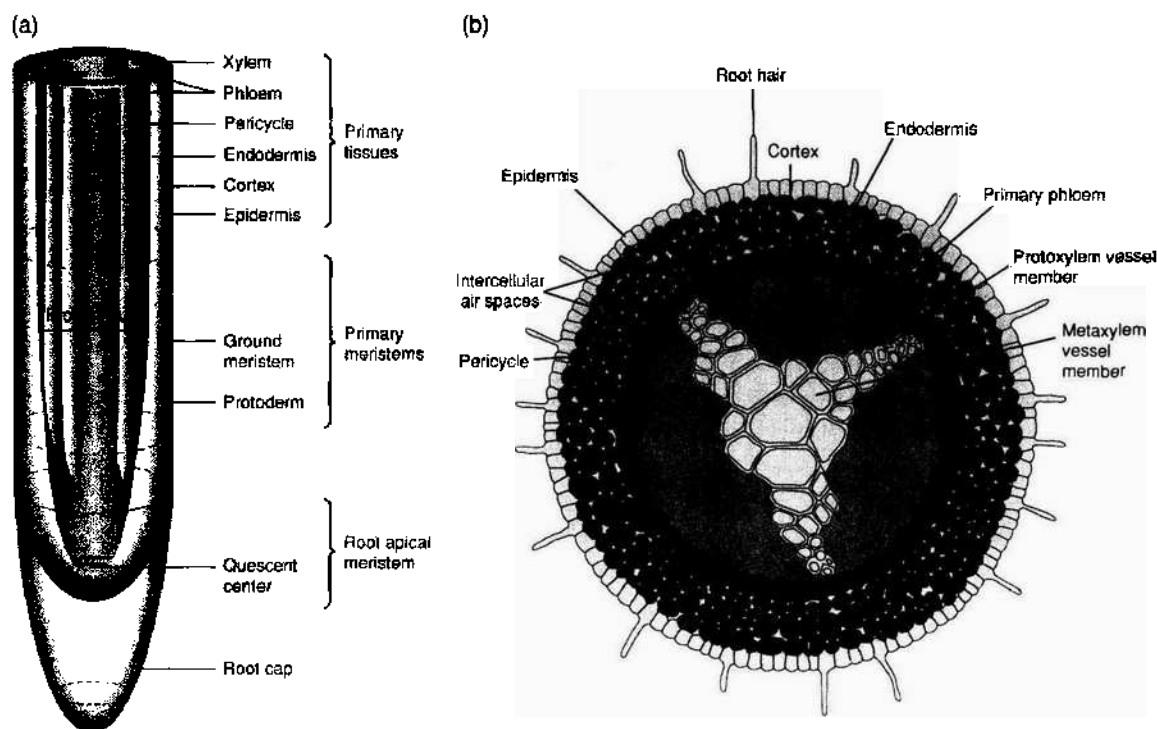 (a)
Xylem
Phloem
Pericycle
Endodermis
Cortex
Epidermis
Primary
tissues
Ground
meristem
Protoderm
Primary
meristems
Quescent
center
Root apical
meristem
Root cap
(b)
Root hair
Endodermis
Cortex
Epidermis
Primary phloem
Protoxylem vessel
member
Intercellular
air spaces
Metaxylem
vessel
member
Pericycle